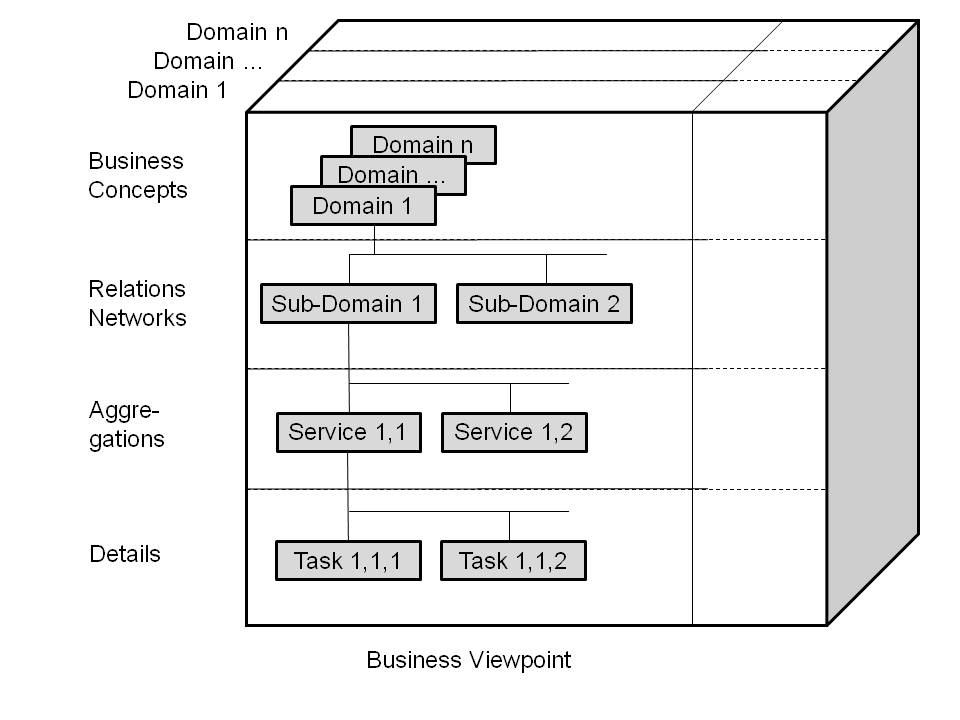 Domain n
Domain ...
Domain 1
Business
Concepts
Domain n
Domain ...
Domain 1
Relations
Networks
Sub-Domain 1
Sub-Domain 2
Aggre-
gations
Service 1,1
Service 1,2
Details
Task 1,1,1
Task 1,1,2
Business Viewpoint